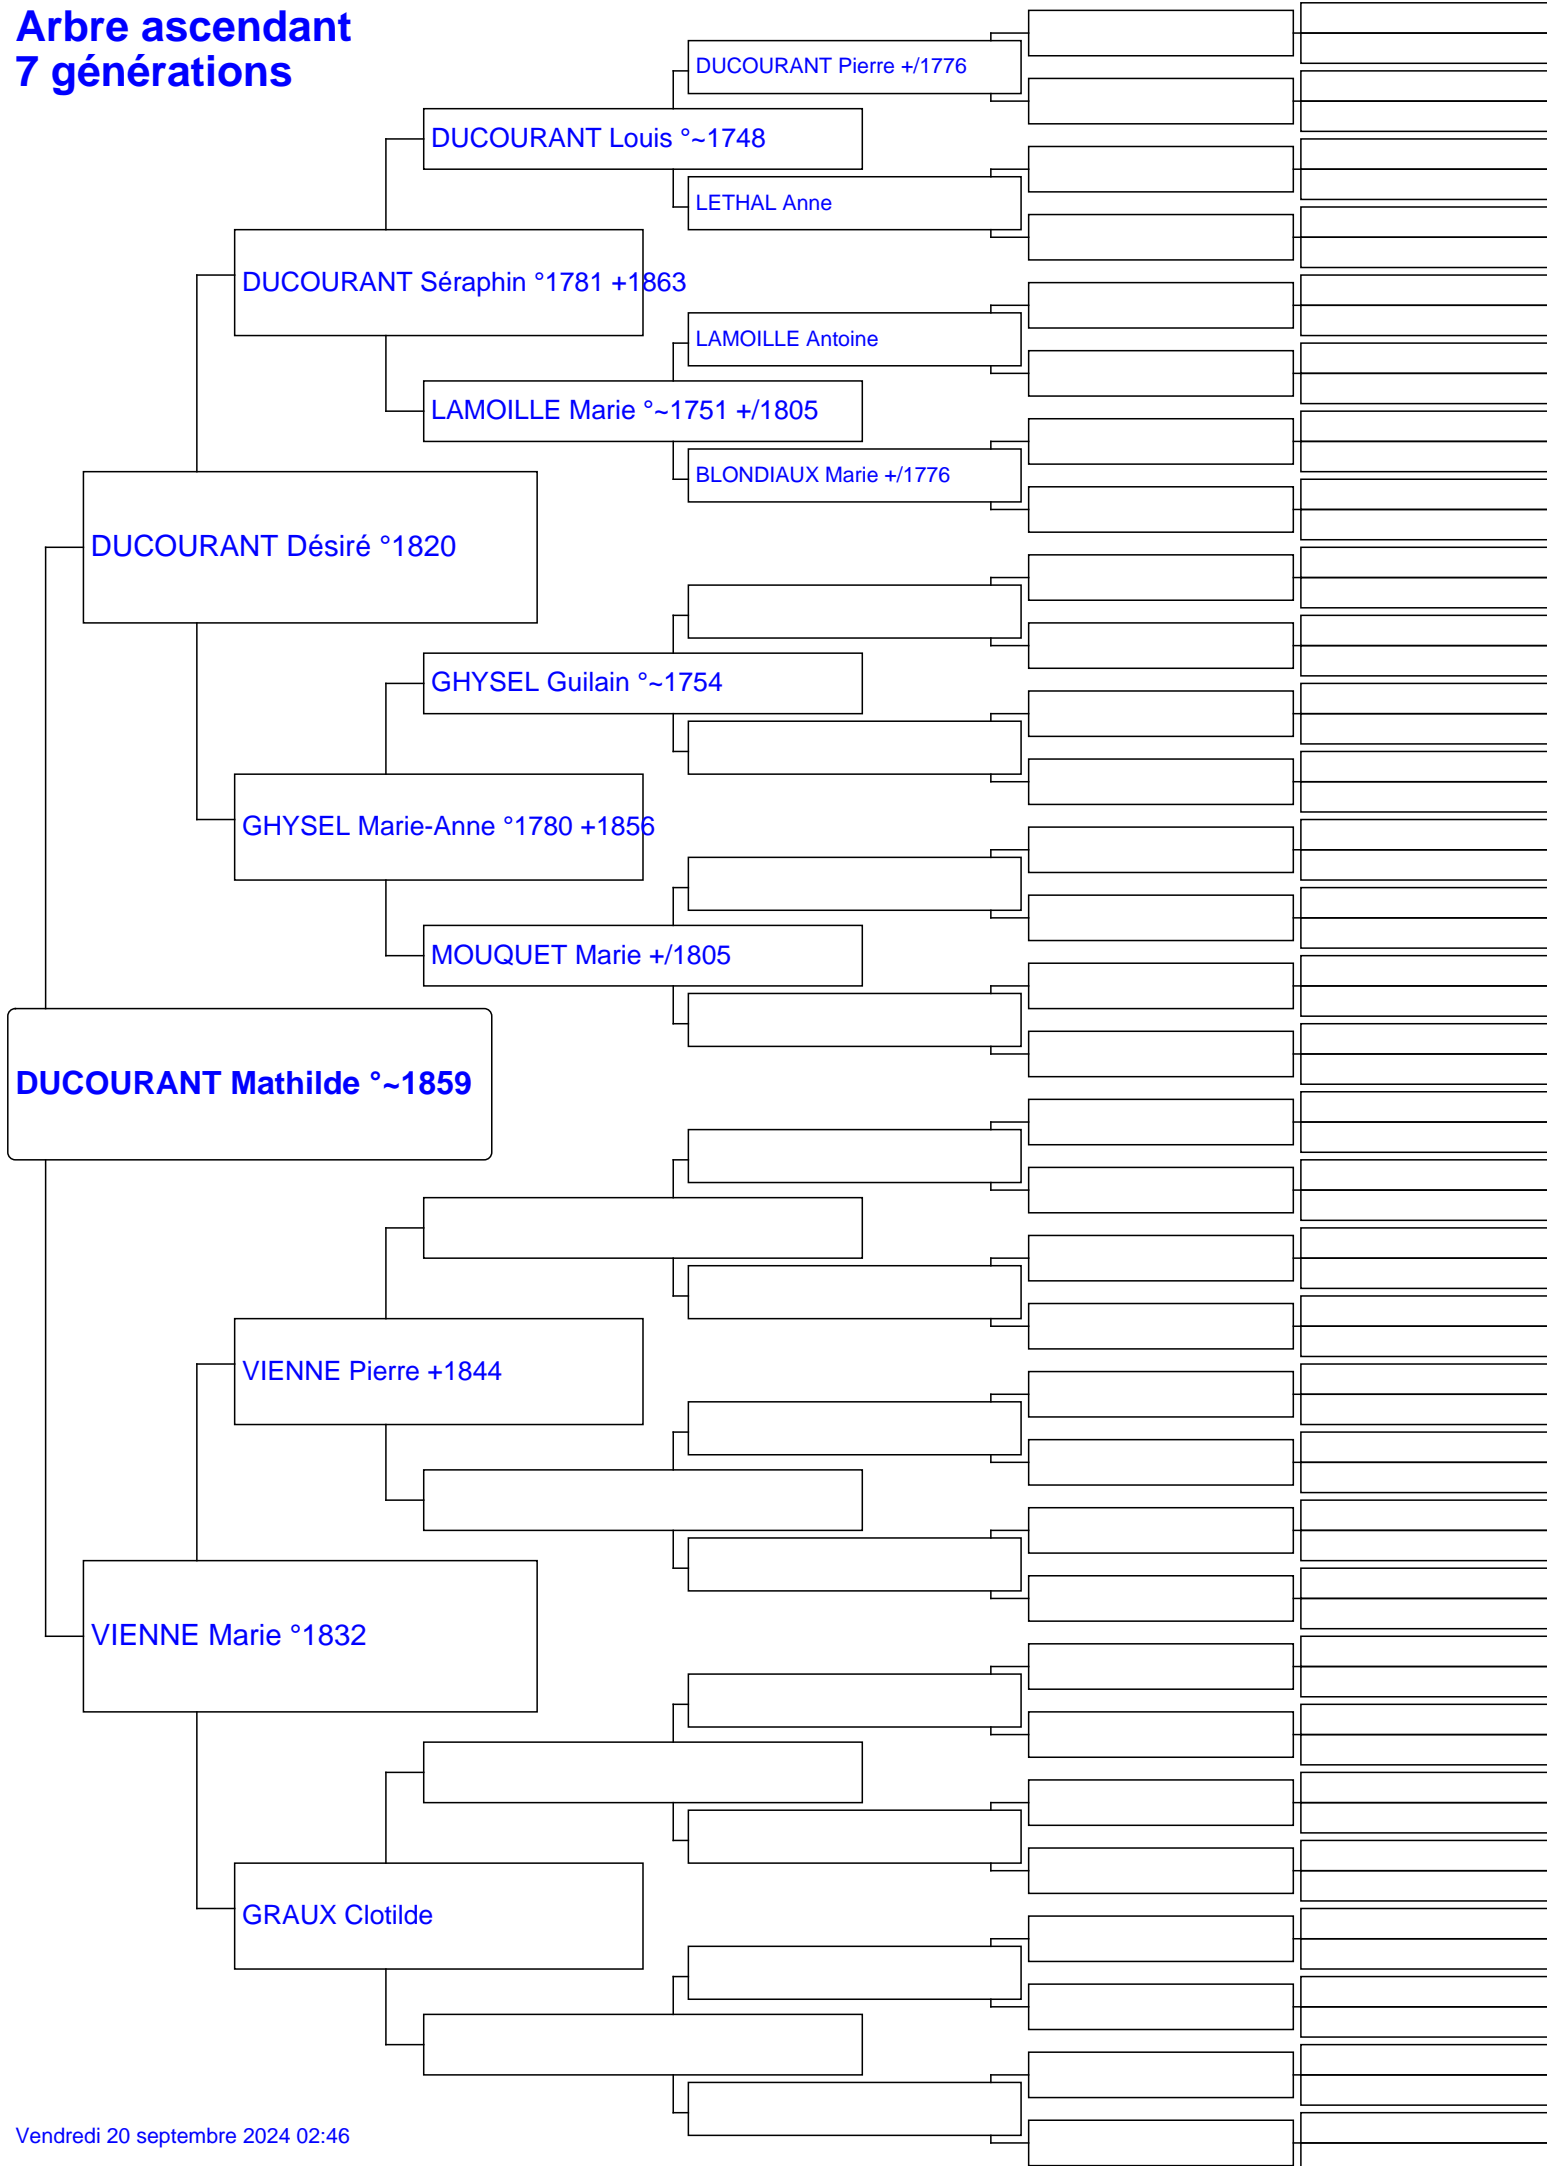 Arbre ascendant
7 générations
DUCOURANT Pierre +/1776
DUCOURANT Louis °~1748
LETHAL Anne
DUCOURANT Séraphin °1781 +1863
LAMOILLE Antoine
LAMOILLE Marie °~1751 +/1805
BLONDIAUX Marie +/1776
DUCOURANT Désiré °1820
GHYSEL Guilain °~1754
GHYSEL Marie-Anne °1780 +1856
MOUQUET Marie +/1805
DUCOURANT Mathilde °~1859
VIENNE Pierre +1844
VIENNE Marie °1832
GRAUX Clotilde
Vendredi 20 septembre 2024 02:46